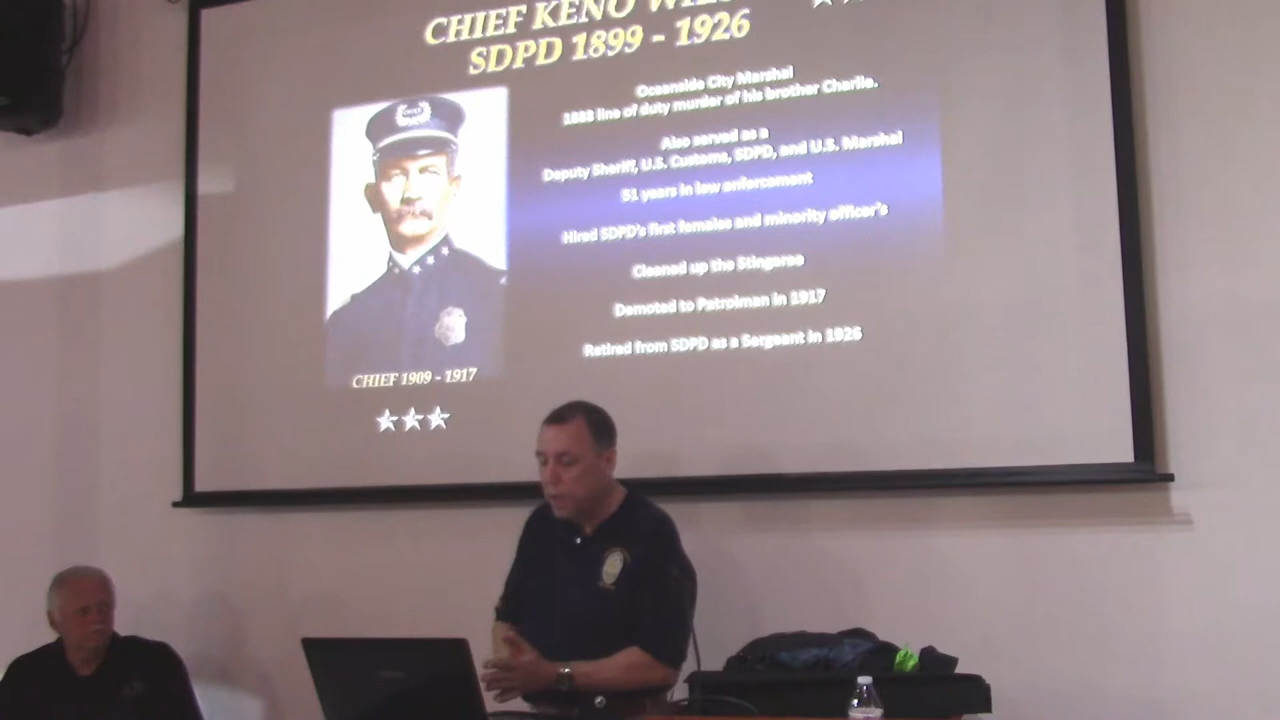 CHIEF KENO
SDPD 1899 - 1926
Oceanside City Marshal
1883 line of duty murder of his brother Charlie.
Also served as a
Deputy Sheriff, U.S. Customs, SDPD, and U.S. Marshal
51 years in law enforcement
Hired SDPD's first females and minority officer's
Cleaned up the Stingaree
Demoted to Patrolman in 1917
Retired from SDPD as a Sergeant in 1926
CHIEF
CHIEF 1909 - 1917